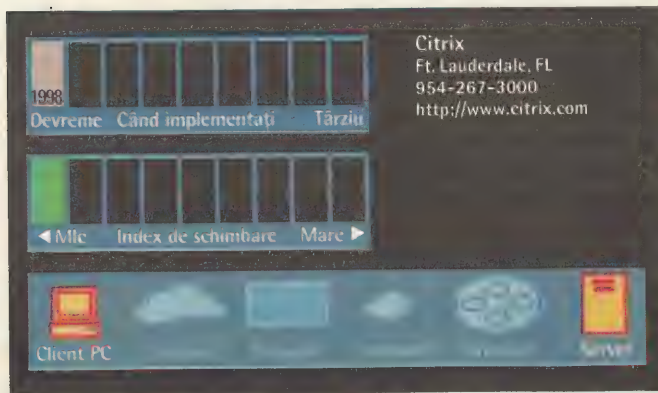 Citrix
Ft. Lauderdale, FL
954-267-3000
http://www.citrix.com
1998
Devreme Când implementaţi Târziu
◀ Mic Index de schimbare Mare ▶
Client PC
Server